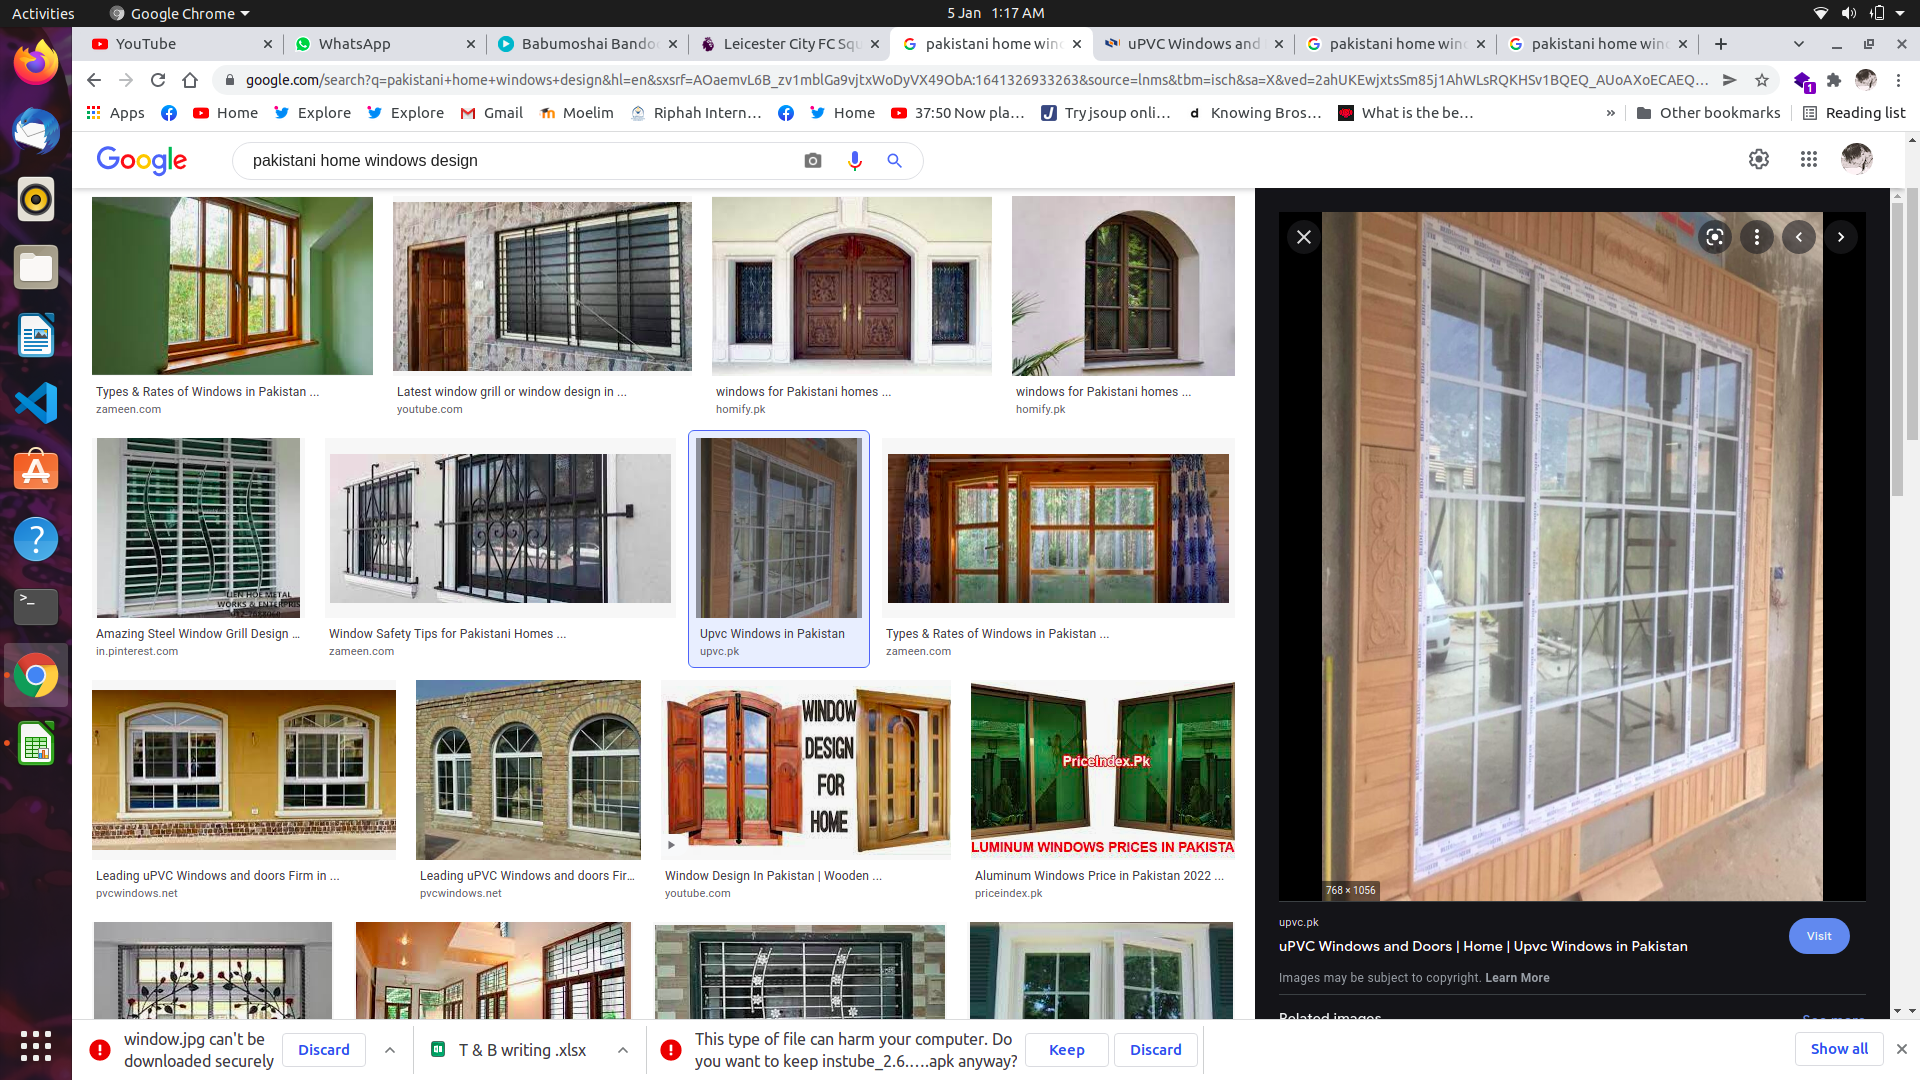 Activities
Google Chrome
5 Jan 1:17 AM
YouTube
WhatsApp
Babumoshai Bando
Leicester City FC Squ
pakistani home wind
uPVC Windows and
pakistani home wind
pakistani home wind
google.com/search?q=pakistani+home+windows+design&hl=en&sxsrf=AOaemvL6B_zv1mblGa9vjtxWoDyVX49ObA:1641326933263&source=lnms&tbm=isch&sa=X&ved=2ahUKEwjxtsSm85j1AhWLsRQKHSv1BQEQ_AUoAXoECAEQ…
1
Apps
Home
Explore
Explore
Gmail
Moelim
Riphah Intern…
Home
37:50 Now pla…
Try jsoup onli…
Knowing Bros…
What is the be…
»
Other bookmarks
Reading list
Google
pakistani home windows design
Types & Rates of Windows in Pakistan ...
zameen.com
Latest window grill or window design in ...
youtube.com
windows for Pakistani homes ...
homify.pk
windows for Pakistani homes ...
homify.pk
LIEN HOE METAL
WORKS & ENTERPRIS
Amazing Steel Window Grill Design ...
in.pinterest.com
Window Safety Tips for Pakistani Homes ...
zameen.com
Upvc Windows in Pakistan
upvc.pk
Types & Rates of Windows in Pakistan ...
zameen.com
WINDOW
DESIGN
FOR
HOME
PriceIndex.Pk
LUMINUM WINDOWS PRICES IN PAKISTA
Leading uPVC Windows and doors Firm in ...
pvcwindows.net
Leading uPVC Windows and doors Fir...
pvcwindows.net
Window Design In Pakistan | Wooden ...
youtube.com
Aluminum Windows Price in Pakistan 2022 ...
priceindex.pk
768 × 1056
upvc.pk
uPVC Windows and Doors | Home | Upvc Windows in Pakistan
Visit
Images may be subject to copyright. Learn More
Related images
See more
window.jpg can't be
downloaded securely
Discard
T & B writing .xlsx
This type of file can harm your computer. Do
you want to keep instube_2.6.….apk anyway?
Keep
Discard
Show all